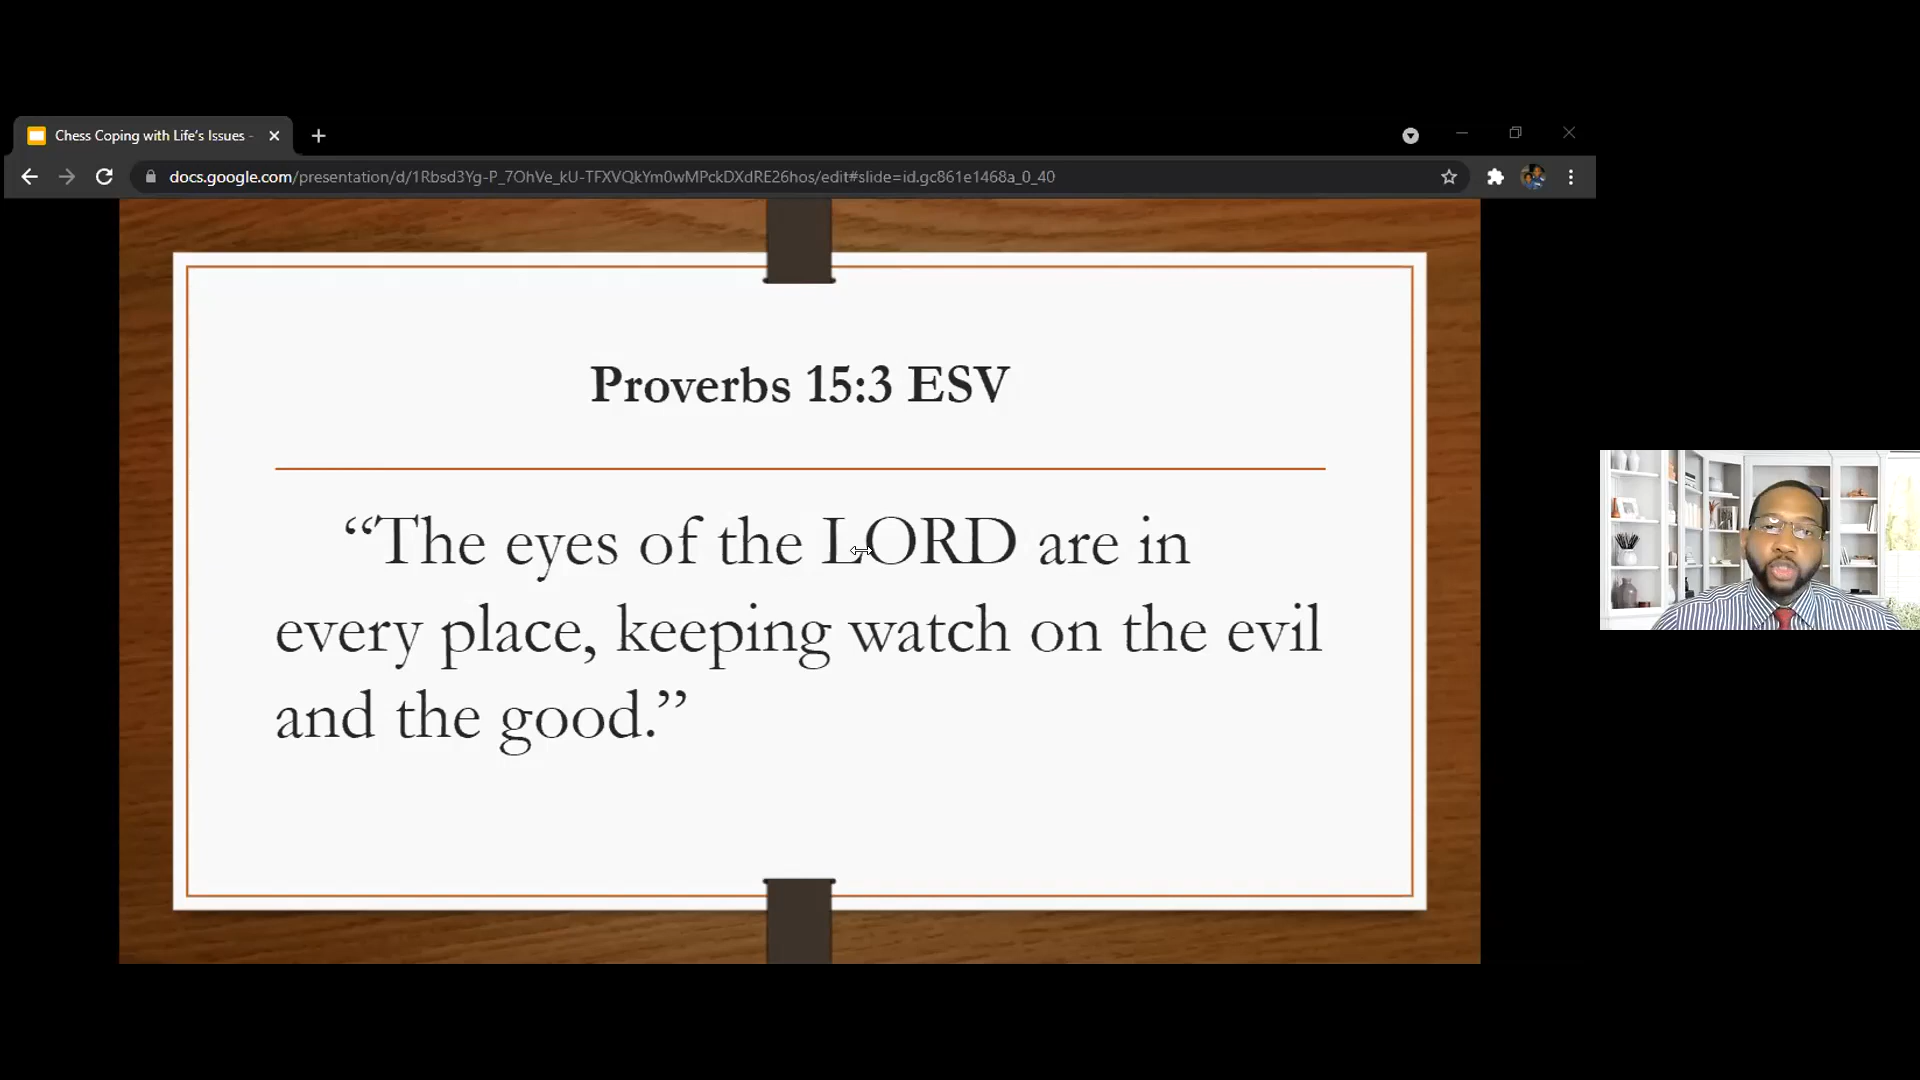 Chess Coping with Life's Issues -
docs.google.com/presentation/d/1Rbsd3Yg-P_7OhVe_kU-TFXVQkYm0wMPckDXdRE26hos/edit#slide=id.gc861e1468a_0_40
Proverbs 15:3 ESV
“The eyes of the LORD are in
every place, keeping watch on the evil
and the good.”